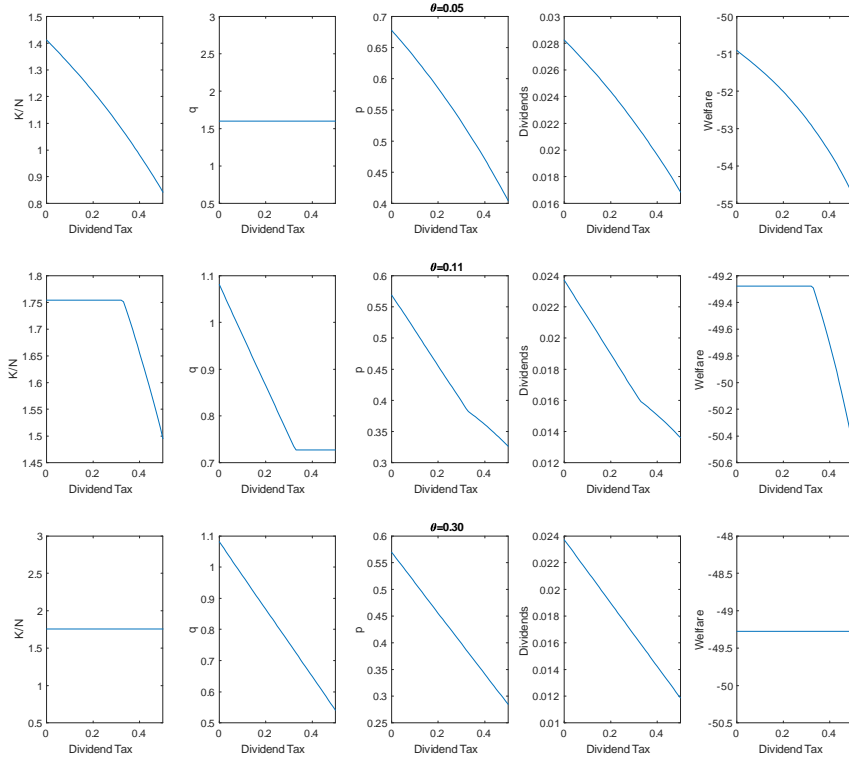 θ=0.05
1.5 3 0.7 0.03 -50
1.4 0.65 0.028 -51
1.3 2.5 0.6 0.026 -52
1.2 2 0.024
K/N 1.1 q 1.5 p 0.55 Dividends 0.022 Welfare -53
1 0.5 0.02
0.9 1 0.45 0.018 -54
0.8 0.5 0.4 0.016 -55
0 0.2 0.4 0 0.2 0.4 0 0.2 0.4 0 0.2 0.4 0 0.2 0.4
Dividend Tax Dividend Tax Dividend Tax Dividend Tax Dividend Tax
θ=0.11
1.8 1.1 0.6 0.024 -49.2
1.75 0.55 0.022 -49.4
1.7 1 0.5 0.02 -49.6
1.65 -49.8
K/N 1.6 q 0.9 p 0.45 Dividends 0.018 Welfare -50
1.55 0.8 0.4 0.016 -50.2
1.5 0.35 0.014 -50.4
1.45 0.7 0.3 0.012 -50.6
0 0.2 0.4 0 0.2 0.4 0 0.2 0.4 0 0.2 0.4 0 0.2 0.4
Dividend Tax Dividend Tax Dividend Tax Dividend Tax Dividend Tax
θ=0.30
3 1.1 0.6 0.024 -48
1 0.55 0.022
2.5 0.9 0.5 0.02 -48.5
2 0.8 0.45 0.018 -49
K/N q p Dividends Welfare
1.5 0.7 0.4 0.016 -49.5
1 0.6 0.35 0.014 -50
0.3 0.012
0.5 0.5 0.25 0.01 -50.5
0 0.2 0.4 0 0.2 0.4 0 0.2 0.4 0 0.2 0.4 0 0.2 0.4
Dividend Tax Dividend Tax Dividend Tax Dividend Tax Dividend Tax